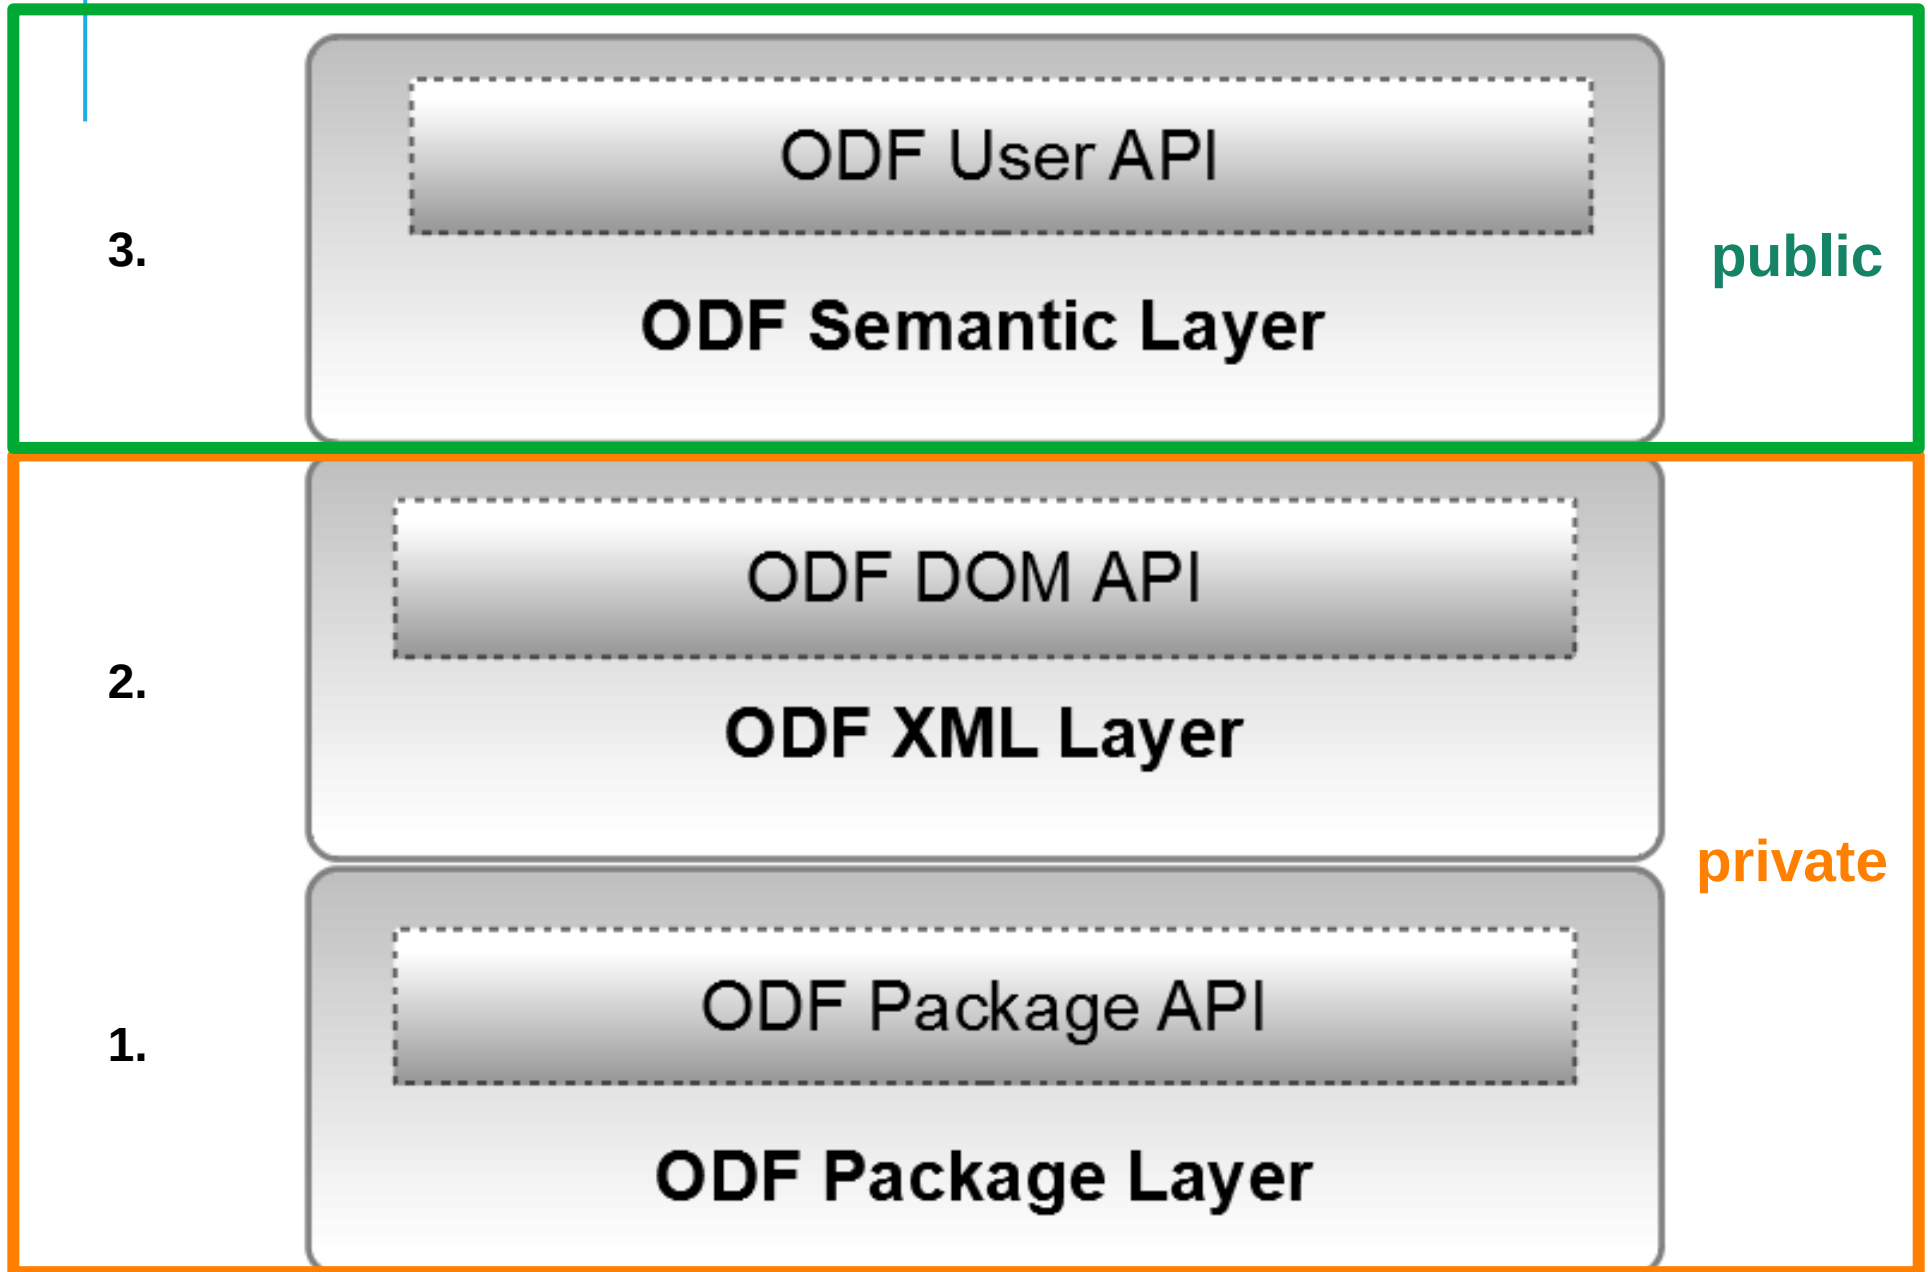 ODF User API
3.
public
ODF Semantic Layer
ODF DOM API
2.
ODF XML Layer
private
ODF Package API
1.
ODF Package Layer